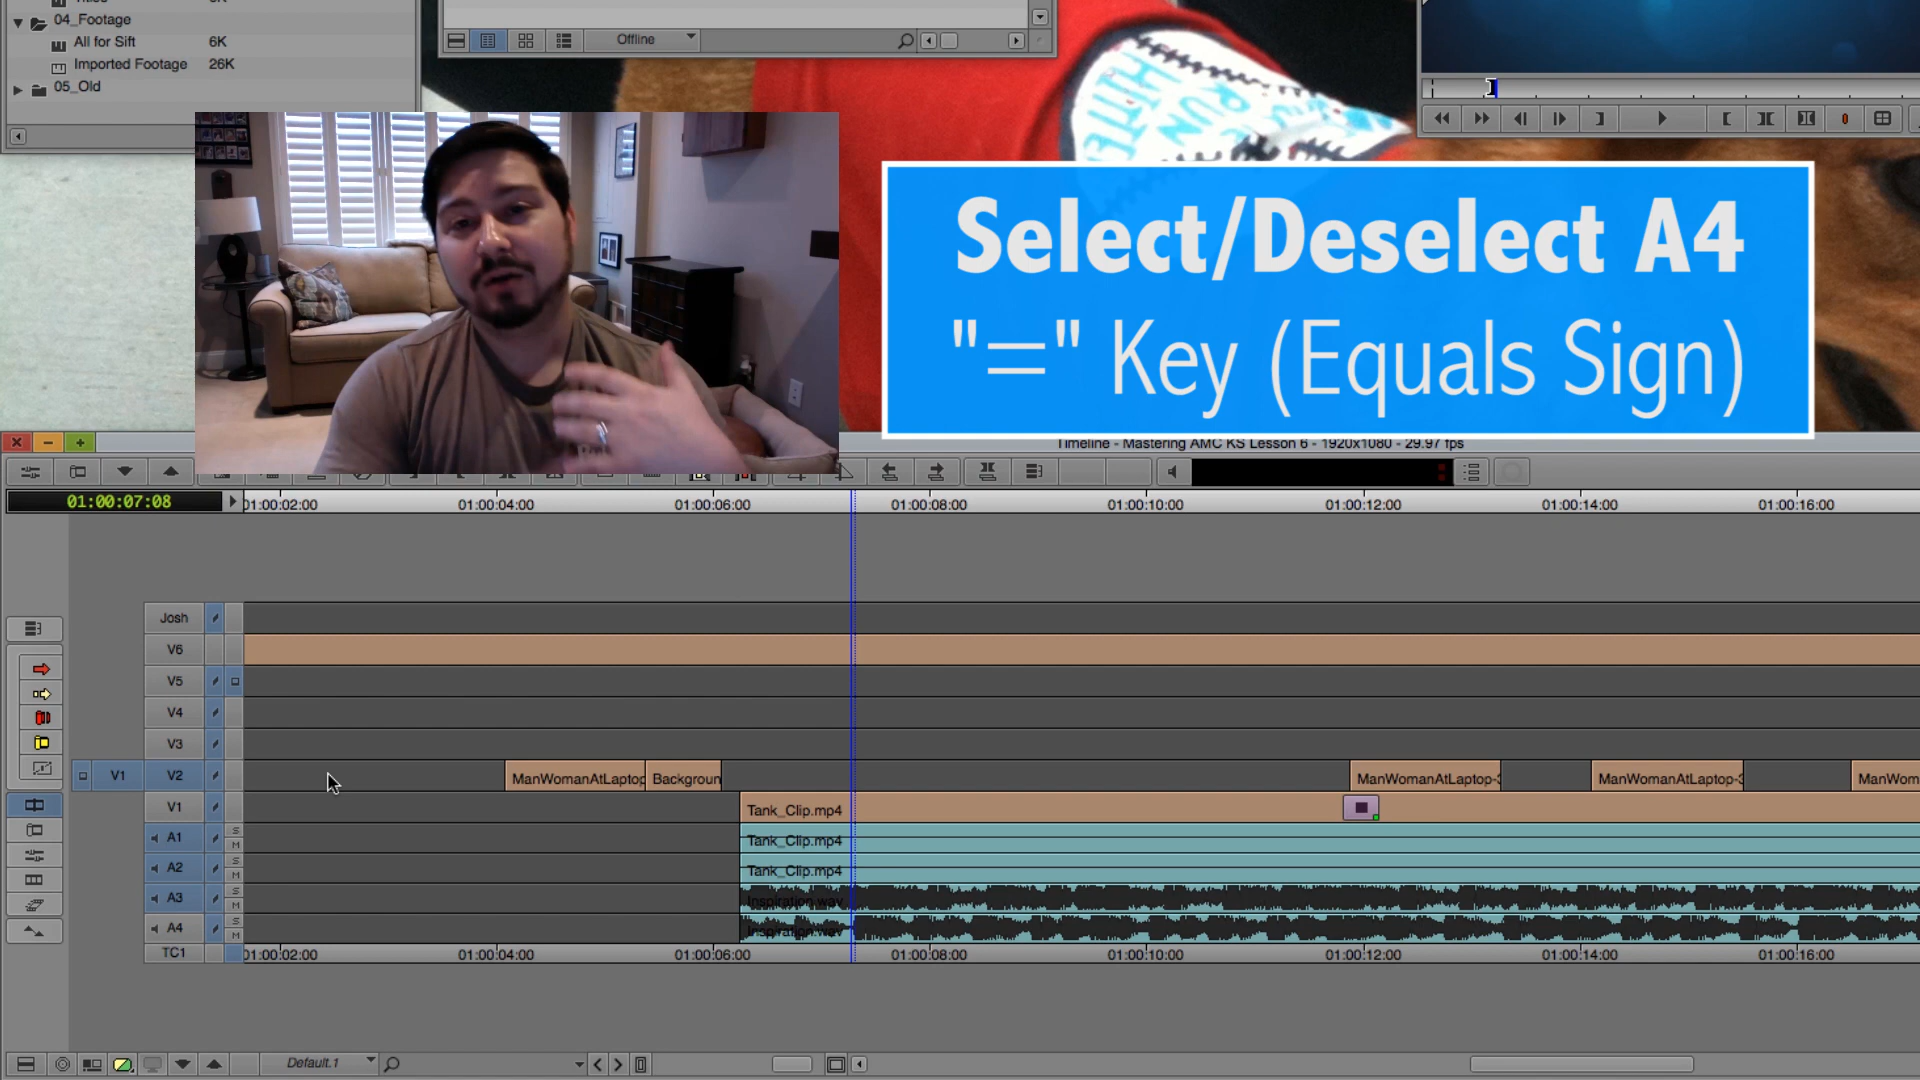 6K
04_Footage
All for Sift 6K
Imported Footage 26K
05_Old
Offline
Select/Deselect A4
"=" Key (Equals Sign)
Timeline - Mastering AMC KS Lesson 6 - 1920x1080 - 29.97 fps
01:00:07:08
01:00:02:00 01:00:04:00 01:00:06:00 01:00:08:00 01:00:10:00 01:00:12:00 01:00:14:00 01:00:16:00
Josh
V6
V5
V4
V3
V1 V2 ManWomanAtLaptop Backgroun ManWomanAtLaptop-3 ManWomanAtLaptop-3 ManWom
V1 Tank_Clip.mp4
A1 S M Tank_Clip.mp4
A2 S M Tank_Clip.mp4
A3 S M Inspiration.wav
A4 S M Inspiration.wav
TC1 01:00:02:00 01:00:04:00 01:00:06:00 01:00:08:00 01:00:10:00 01:00:12:00 01:00:14:00 01:00:16:00
Default.1